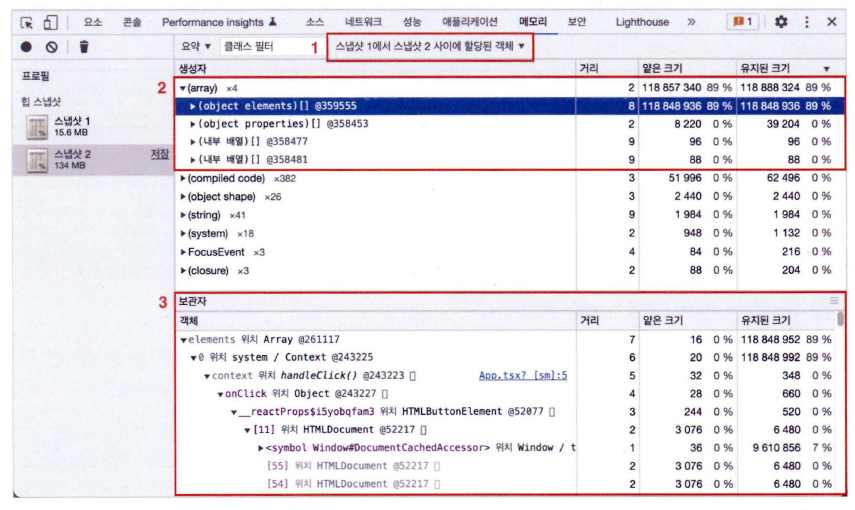 요소 콘솔 Performance insights 소스 네트워크 성능 애플리케이션 메모리 보안 Lighthouse » 1
요약 ▼ 클래스 필터 1 스냅샷 1에서 스냅샷 2 사이에 할당된 객체 ▼
프로필
힙 스냅샷
스냅샷 1
15.6 MB
스냅샷 2 저장
134 MB
생성자 거리 얕은 크기 유지된 크기 ▼
2 ▼(array) ×4 2 118 857 340 89 % 118 888 324 89 %
▶(object elements)[] @359555 8 118 848 936 89 % 118 848 936 89 %
▶(object properties)[] @358453 2 8 220 0 % 39 204 0 %
▶(내부 배열)[] @358477 9 96 0 % 96 0 %
▶(내부 배열)[] @358481 9 88 0 % 88 0 %
▶(compiled code) ×382 3 51 996 0 % 62 496 0 %
▶(object shape) ×26 3 2 440 0 % 2 440 0 %
▶(string) ×41 9 1 984 0 % 1 984 0 %
▶(system) ×18 2 948 0 % 1 132 0 %
▶FocusEvent ×3 4 84 0 % 216 0 %
▶(closure) ×3 2 88 0 % 204 0 %
3 보관자
객체 거리 얕은 크기 유지된 크기
▼elements 위치 Array @261117 7 16 0 % 118 848 952 89 %
▼0 위치 system / Context @243225 6 20 0 % 118 848 992 89 %
▼context 위치 handleClick() @243223 App.tsx? [sm]:5 5 32 0 % 348 0 %
▼onClick 위치 Object @243227 4 28 0 % 660 0 %
▼__reactProps$i5yobqfam3 위치 HTMLButtonElement @52077 3 244 0 % 520 0 %
▼[11] 위치 HTMLDocument @52217 2 3 076 0 % 6 480 0 %
▶<symbol Window#DocumentCachedAccessor> 위치 Window / t 1 36 0 % 9 610 856 7 %
[55] 위치 HTMLDocument @52217 2 3 076 0 % 6 480 0 %
[54] 위치 HTMLDocument @52217 2 3 076 0 % 6 480 0 %